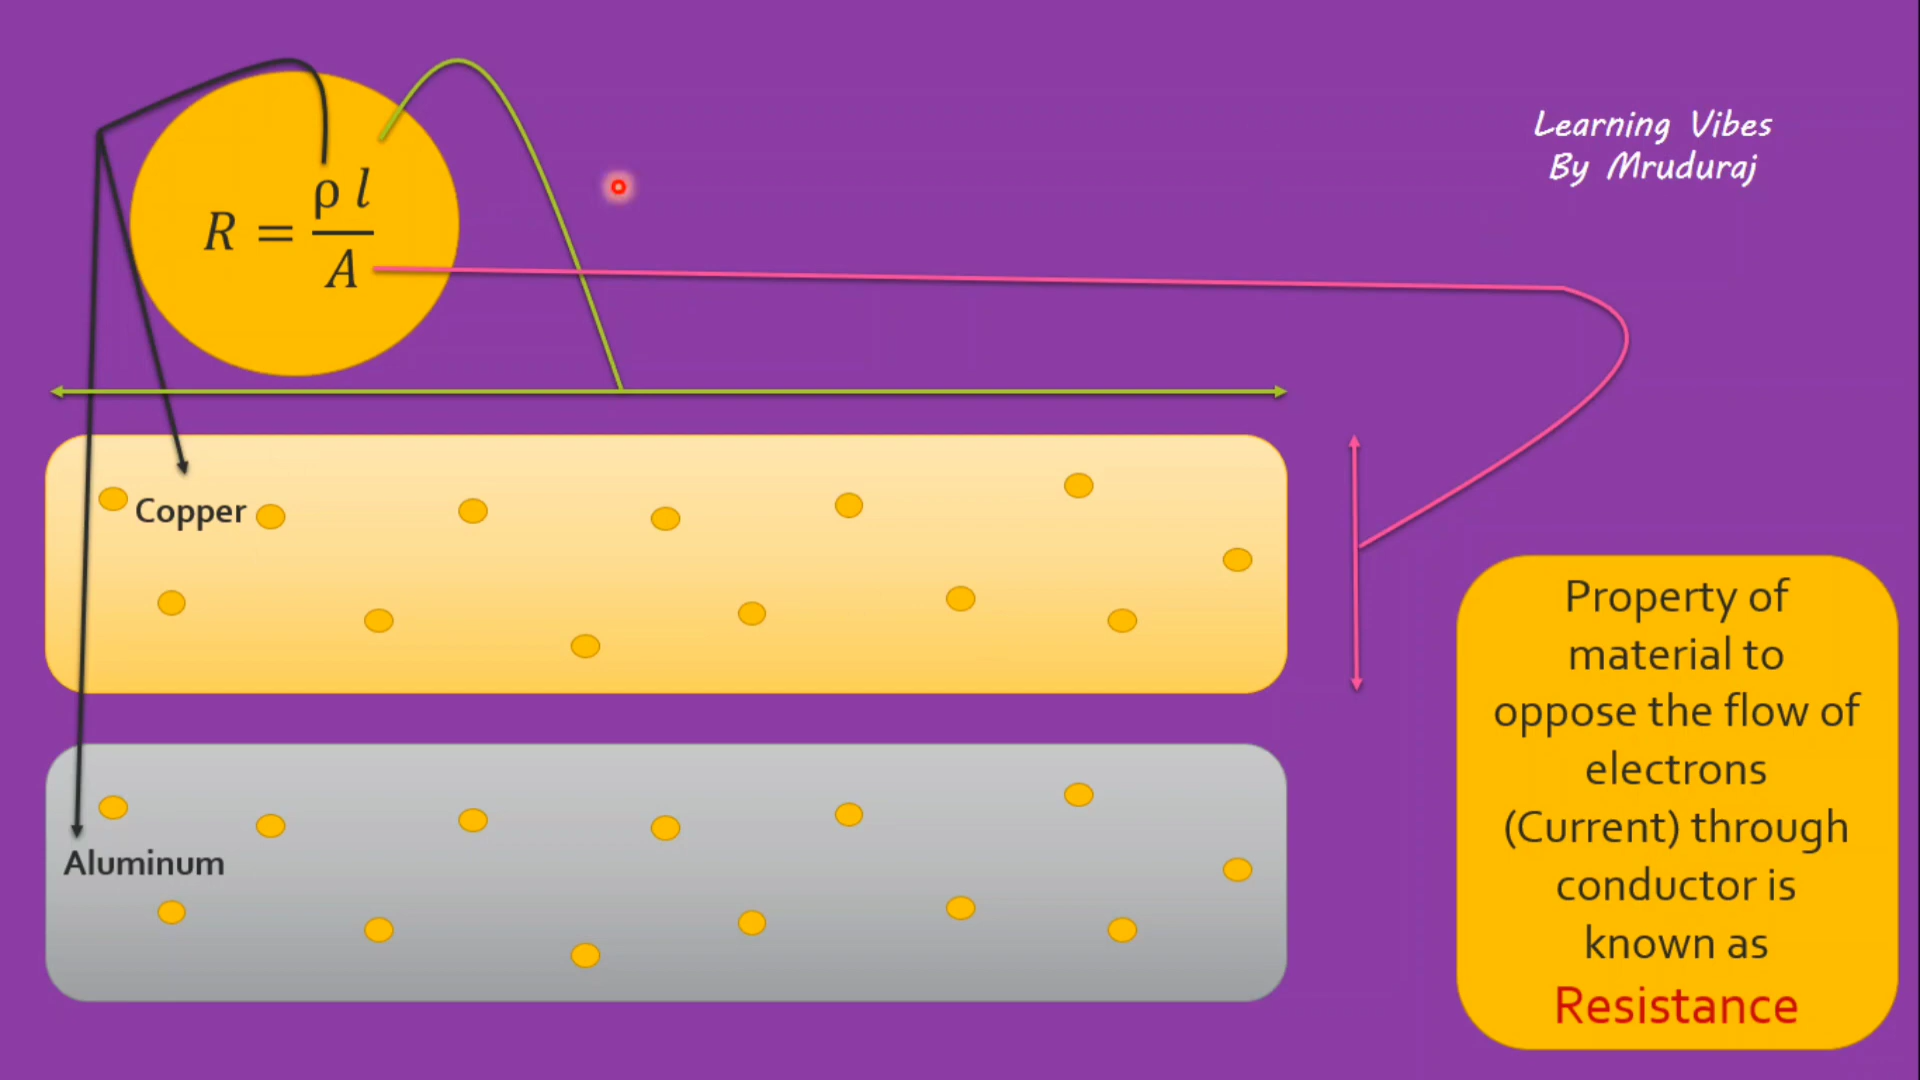 Learning Vibes
By Mruduraj
R = ρ l / A
Copper
Aluminum
Property of
material to
oppose the flow of
electrons
(Current) through
conductor is
known as
Resistance